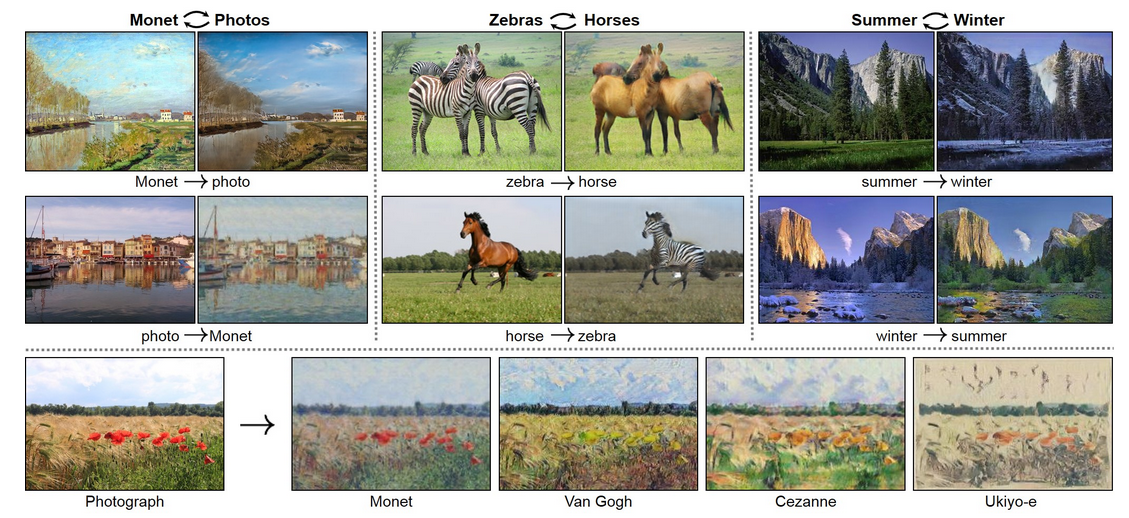 Monet Photos
Zebras Horses
Summer Winter
Monet → photo
zebra → horse
summer → winter
photo → Monet
horse → zebra
winter → summer
→
Photograph
Monet
Van Gogh
Cezanne
Ukiyo-e